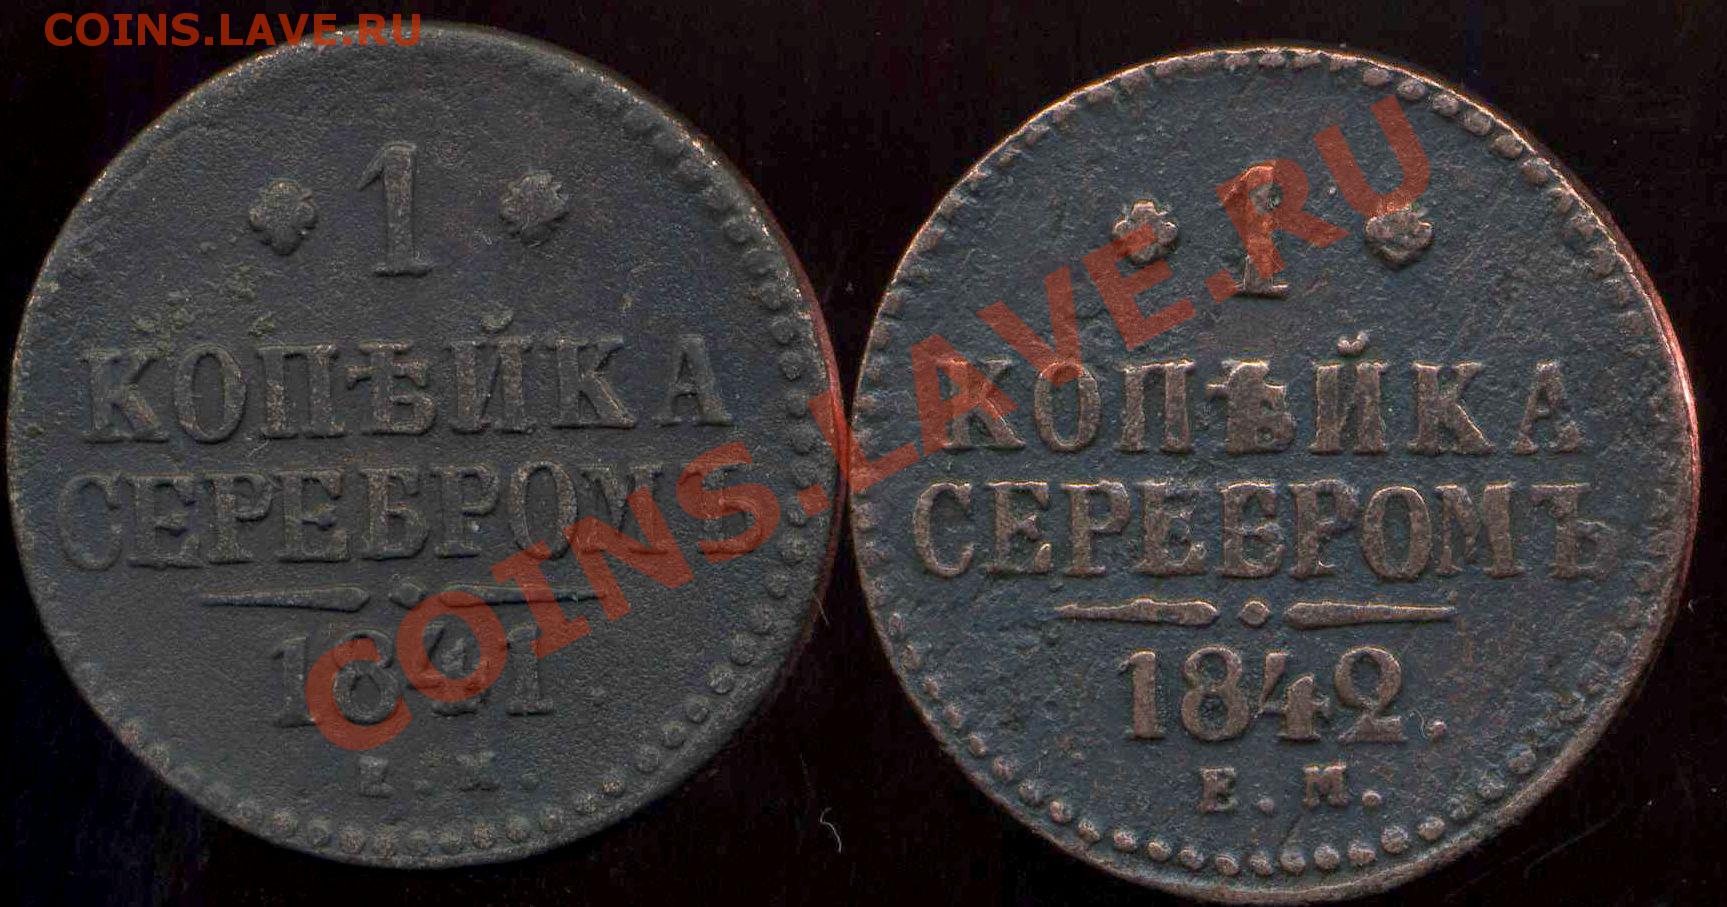 COINS.LAVE.RU
1
КОПѢЙКА
СЕРЕБРОМЪ
1841.
Е.М.
1
КОПѢЙКА
СЕРЕБРОМЪ
1842.
Е.М.
COINS.LAVE.RU